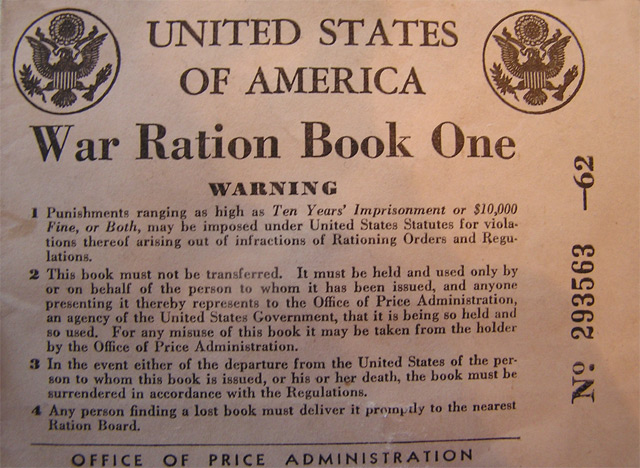 UNITED STATES
OF AMERICA
War Ration Book One
WARNING
1 Punishments ranging as high as Ten Years' Imprisonment or $10,000
Fine, or Both, may be imposed under United States Statutes for viola-
tions thereof arising out of infractions of Rationing Orders and Regu-
lations.
2 This book must not be transferred. It must be held and used only by
or on behalf of the person to whom it has been issued, and anyone
presenting it thereby represents to the Office of Price Administration,
an agency of the United States Government, that it is being so held and
so used. For any misuse of this book it may be taken from the holder
by the Office of Price Administration.
3 In the event either of the departure from the United States of the per-
son to whom this book is issued, or his or her death, the book must be
surrendered in accordance with the Regulations.
4 Any person finding a lost book must deliver it promptly to the nearest
Ration Board.
OFFICE OF PRICE ADMINISTRATION
No 293563 —62